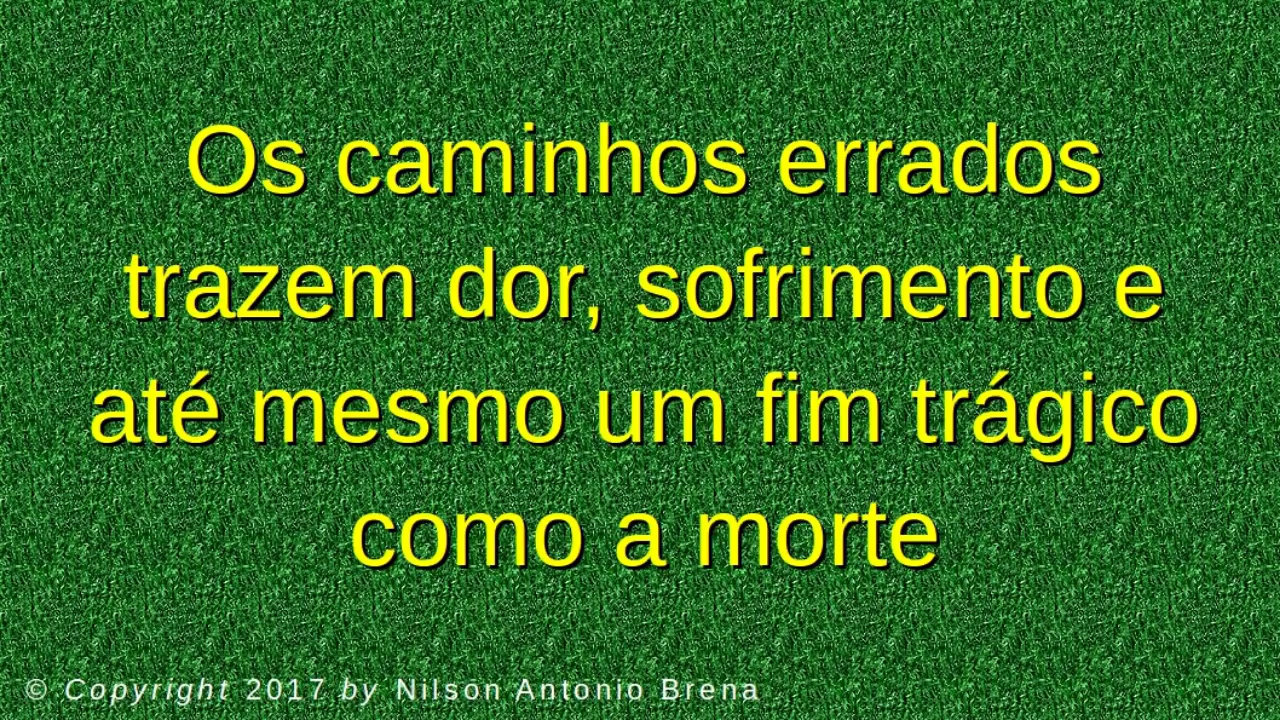 Os caminhos errados
trazem dor, sofrimento e
até mesmo um fim trágico
como a morte
© Copyright 2017 by Nilson Antonio Brena